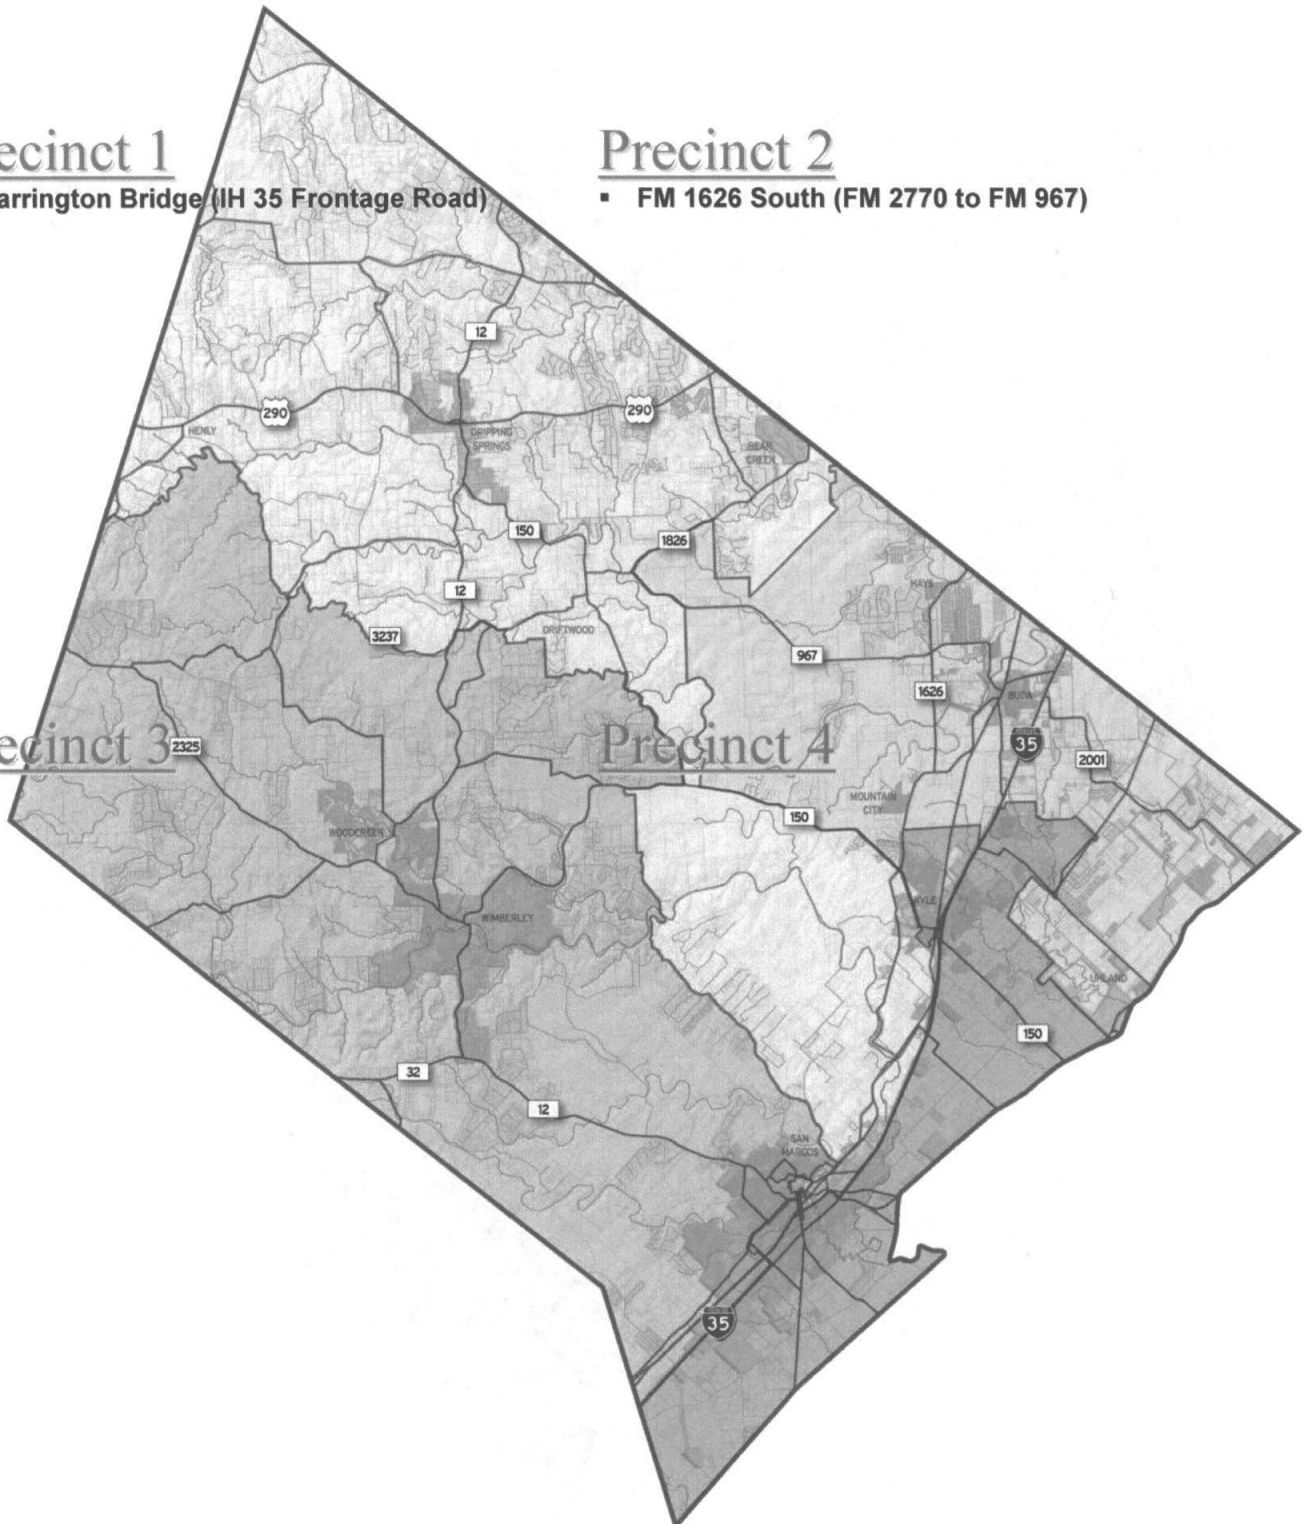 ecinct 1
Precinct 2
arrington Bridge (IH 35 Frontage Road)
▪ FM 1626 South (FM 2770 to FM 967)
12
290
290
HENLY
DRIPPING
SPRINGS
BEAR
CREEK
150
1826
12
HAYS
3237
DRIFTWOOD
967
1626
BUDA
ecinct 3
2325
Precinct 4
35
2001
MOUNTAIN
CITY
150
WOODCREEK
KYLE
WIMBERLEY
UHLAND
150
32
12
SAN
MARCOS
35